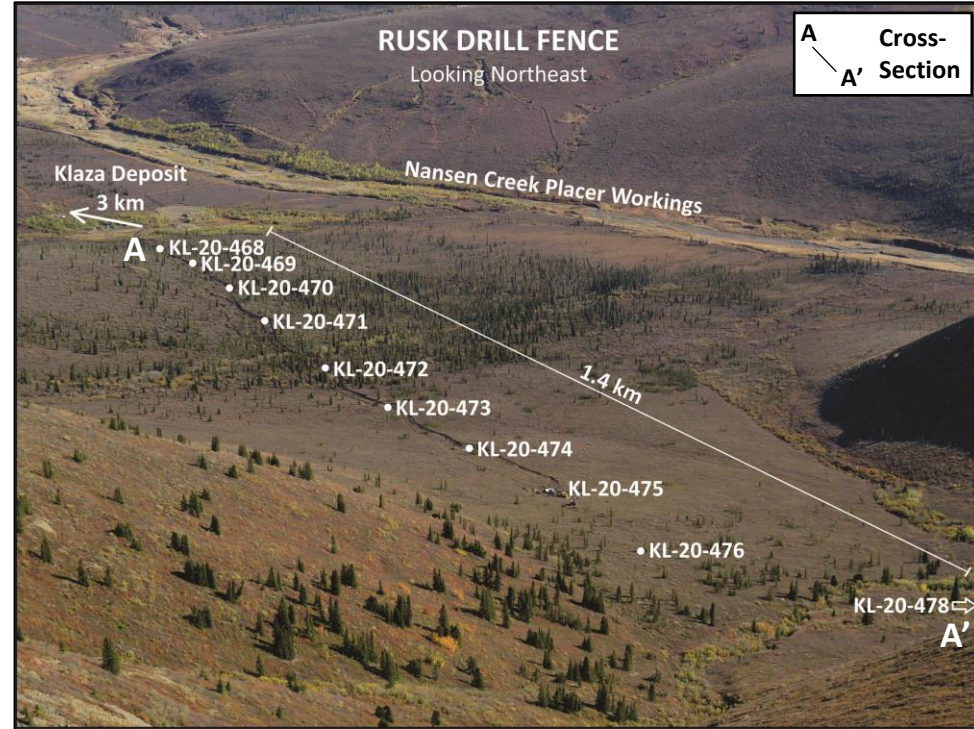 RUSK DRILL FENCE
Looking Northeast
A
A'
Cross-
Section
Klaza Deposit
3 km
Nansen Creek Placer Workings
A
KL-20-468
KL-20-469
KL-20-470
KL-20-471
KL-20-472
1.4 km
KL-20-473
KL-20-474
KL-20-475
KL-20-476
KL-20-478
A'